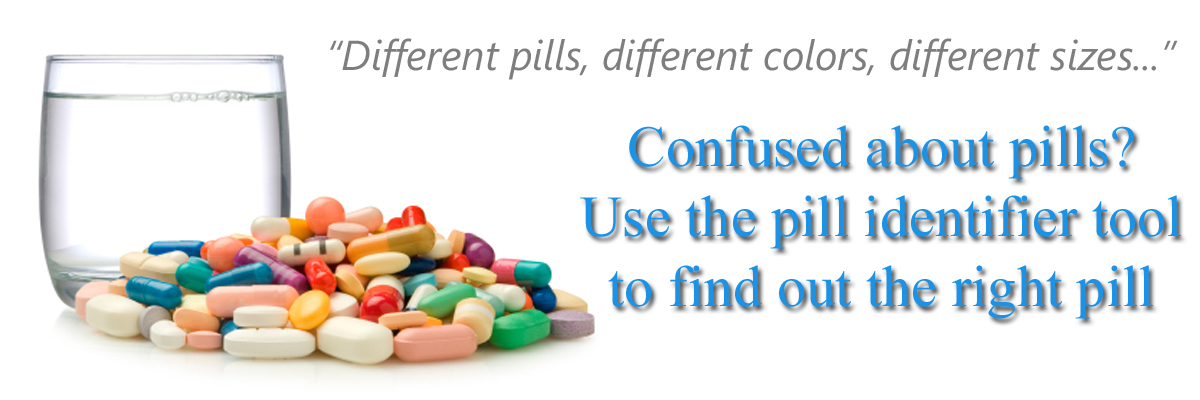 “Different pills, different colors, different sizes...”
Confused about pills?
Use the pill identifier tool
to find out the right pill